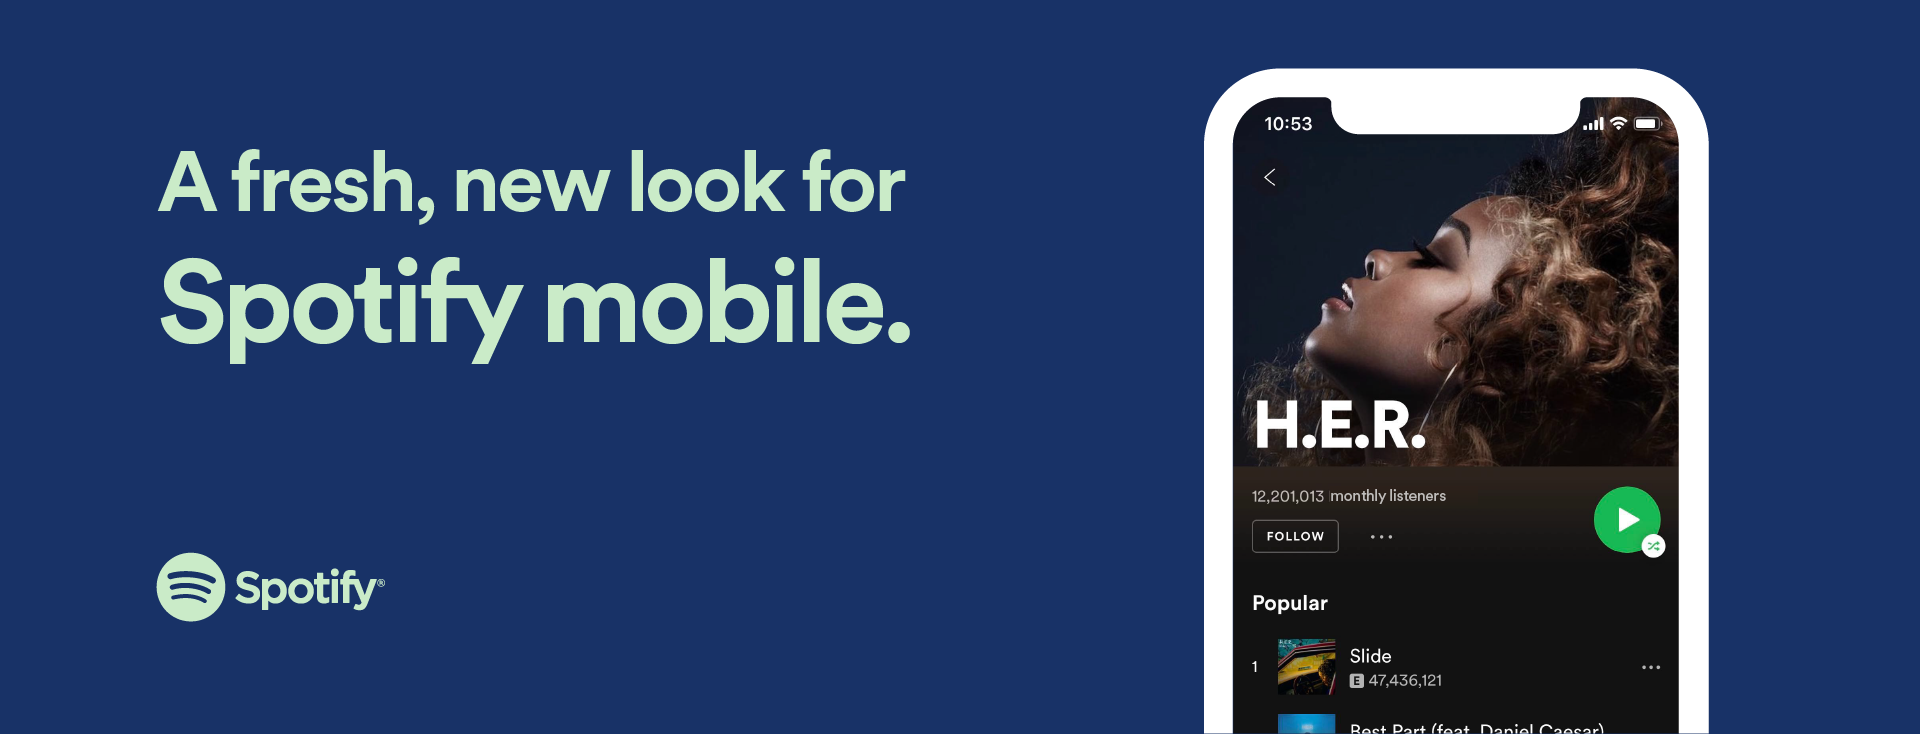 A fresh, new look for
Spotify mobile.
Spotify®
10:53
H.E.R.
12,201,013 monthly listeners
FOLLOW
Popular
1
Slide
E 47,436,121
Best Part (feat. Daniel Caesar)